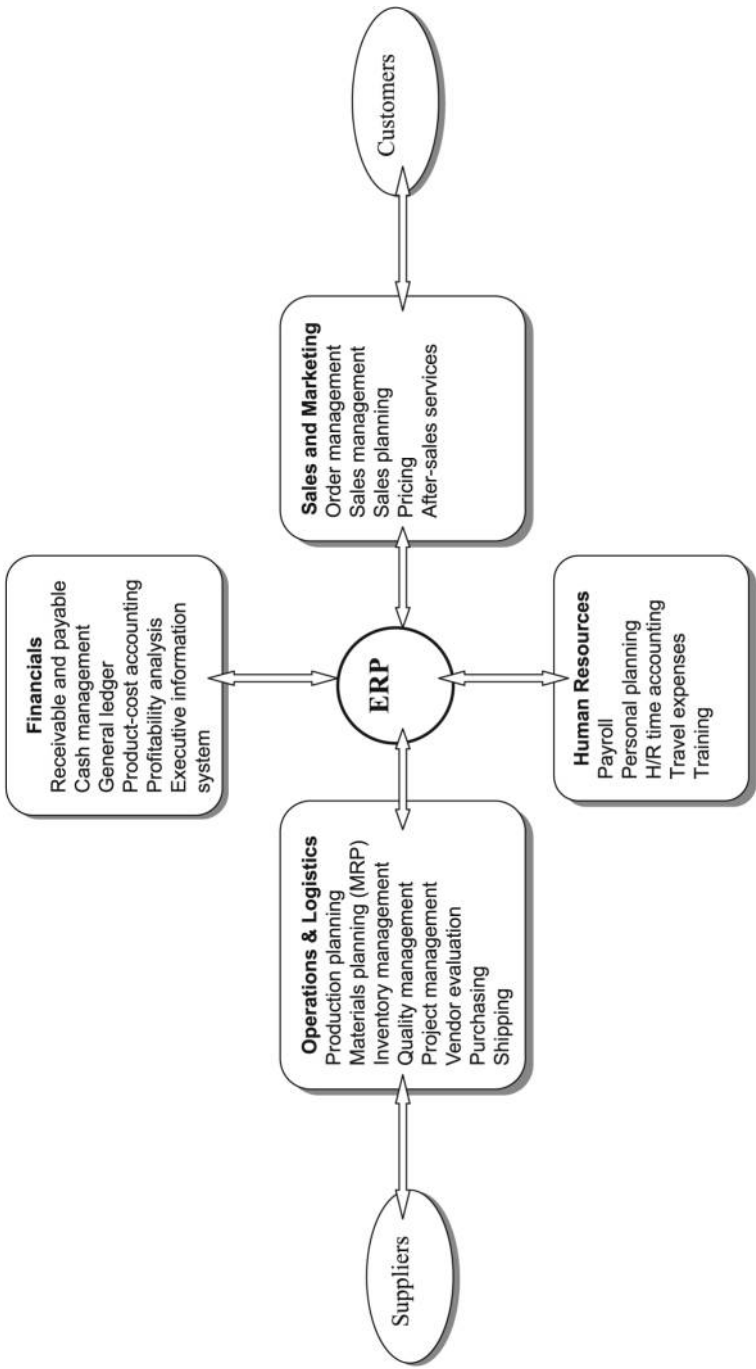 Financials
Receivable and payable
Cash management
General ledger
Product-cost accounting
Profitability analysis
Executive information
system
Suppliers
Operations & Logistics
Production planning
Materials planning (MRP)
Inventory management
Quality management
Project management
Vendor evaluation
Purchasing
Shipping
ERP
Sales and Marketing
Order management
Sales management
Sales planning
Pricing
After-sales services
Customers
Human Resources
Payroll
Personal planning
H/R time accounting
Travel expenses
Training